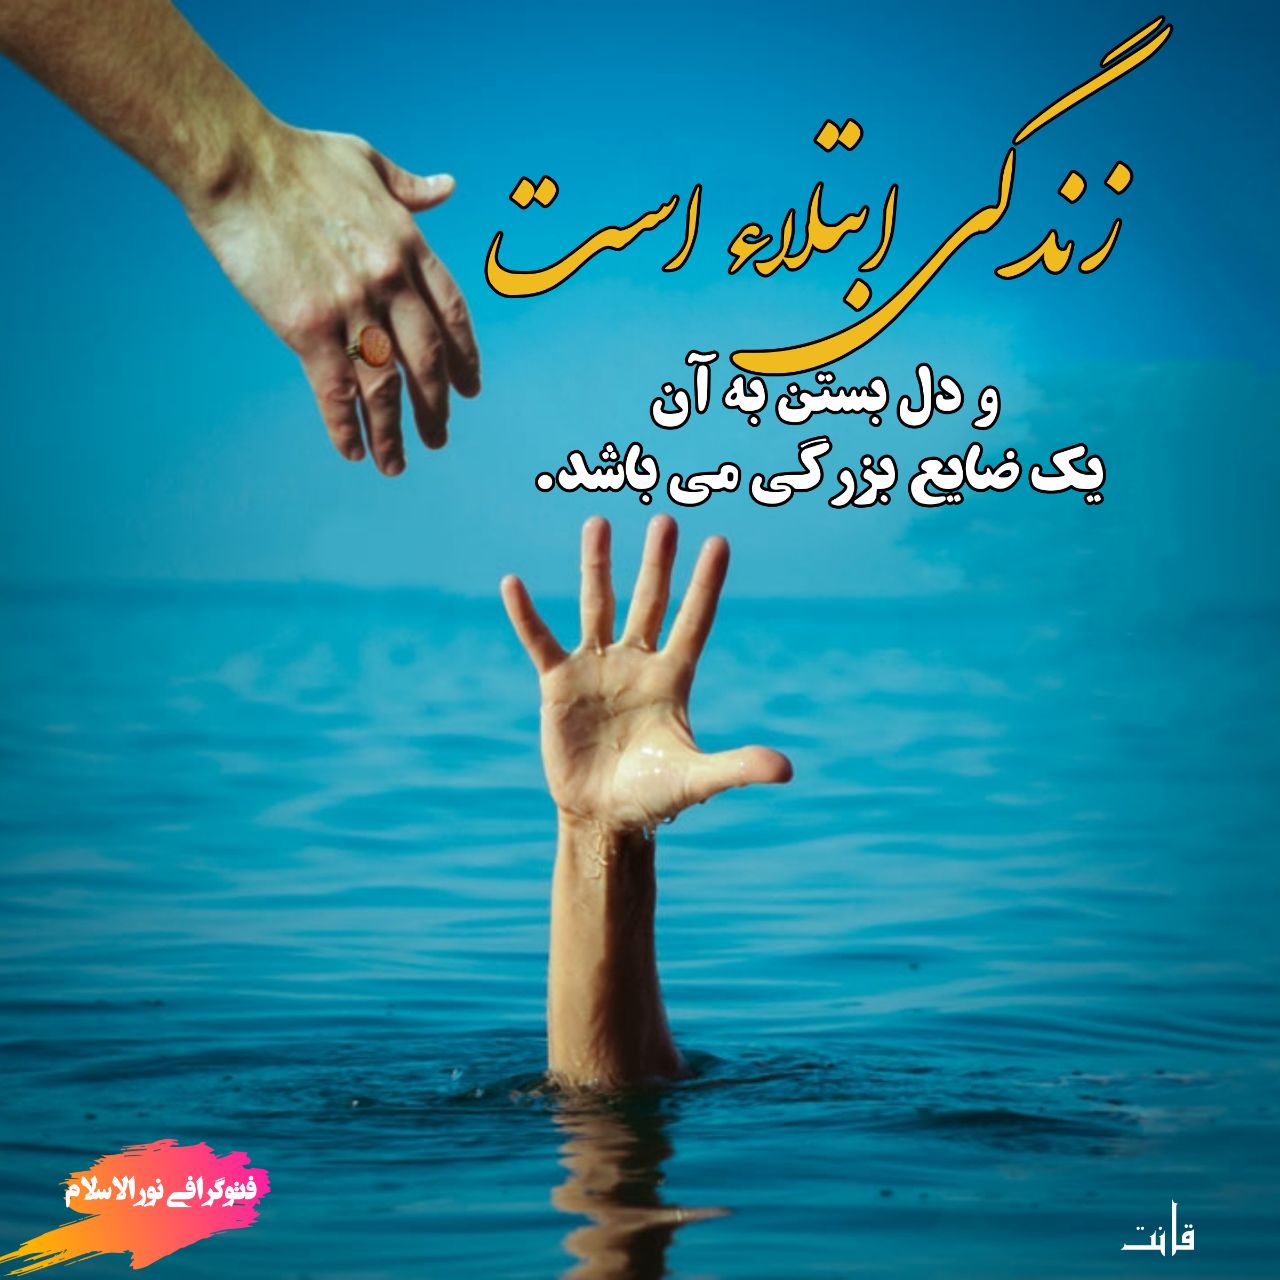 زندگی ابتلاء است
و دل بستن به آن
یک ضایع بزرگی می باشد.
فتوگرافی نورالاسلام
قانت